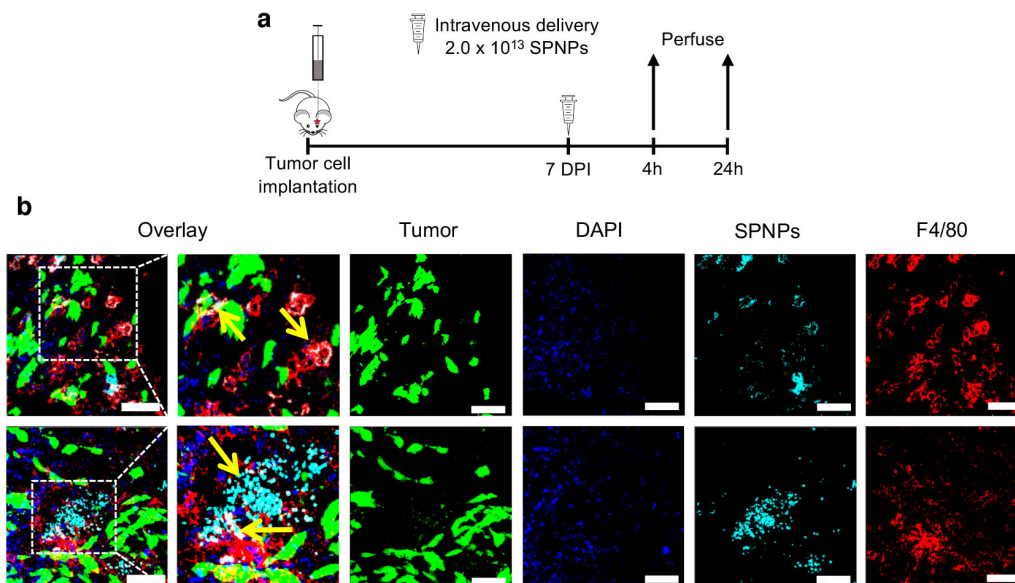 a
Intravenous delivery
2.0 x 10¹³ SPNPs
Perfuse
Tumor cell
implantation
7 DPI
4h
24h
b
Overlay
Tumor
DAPI
SPNPs
F4/80